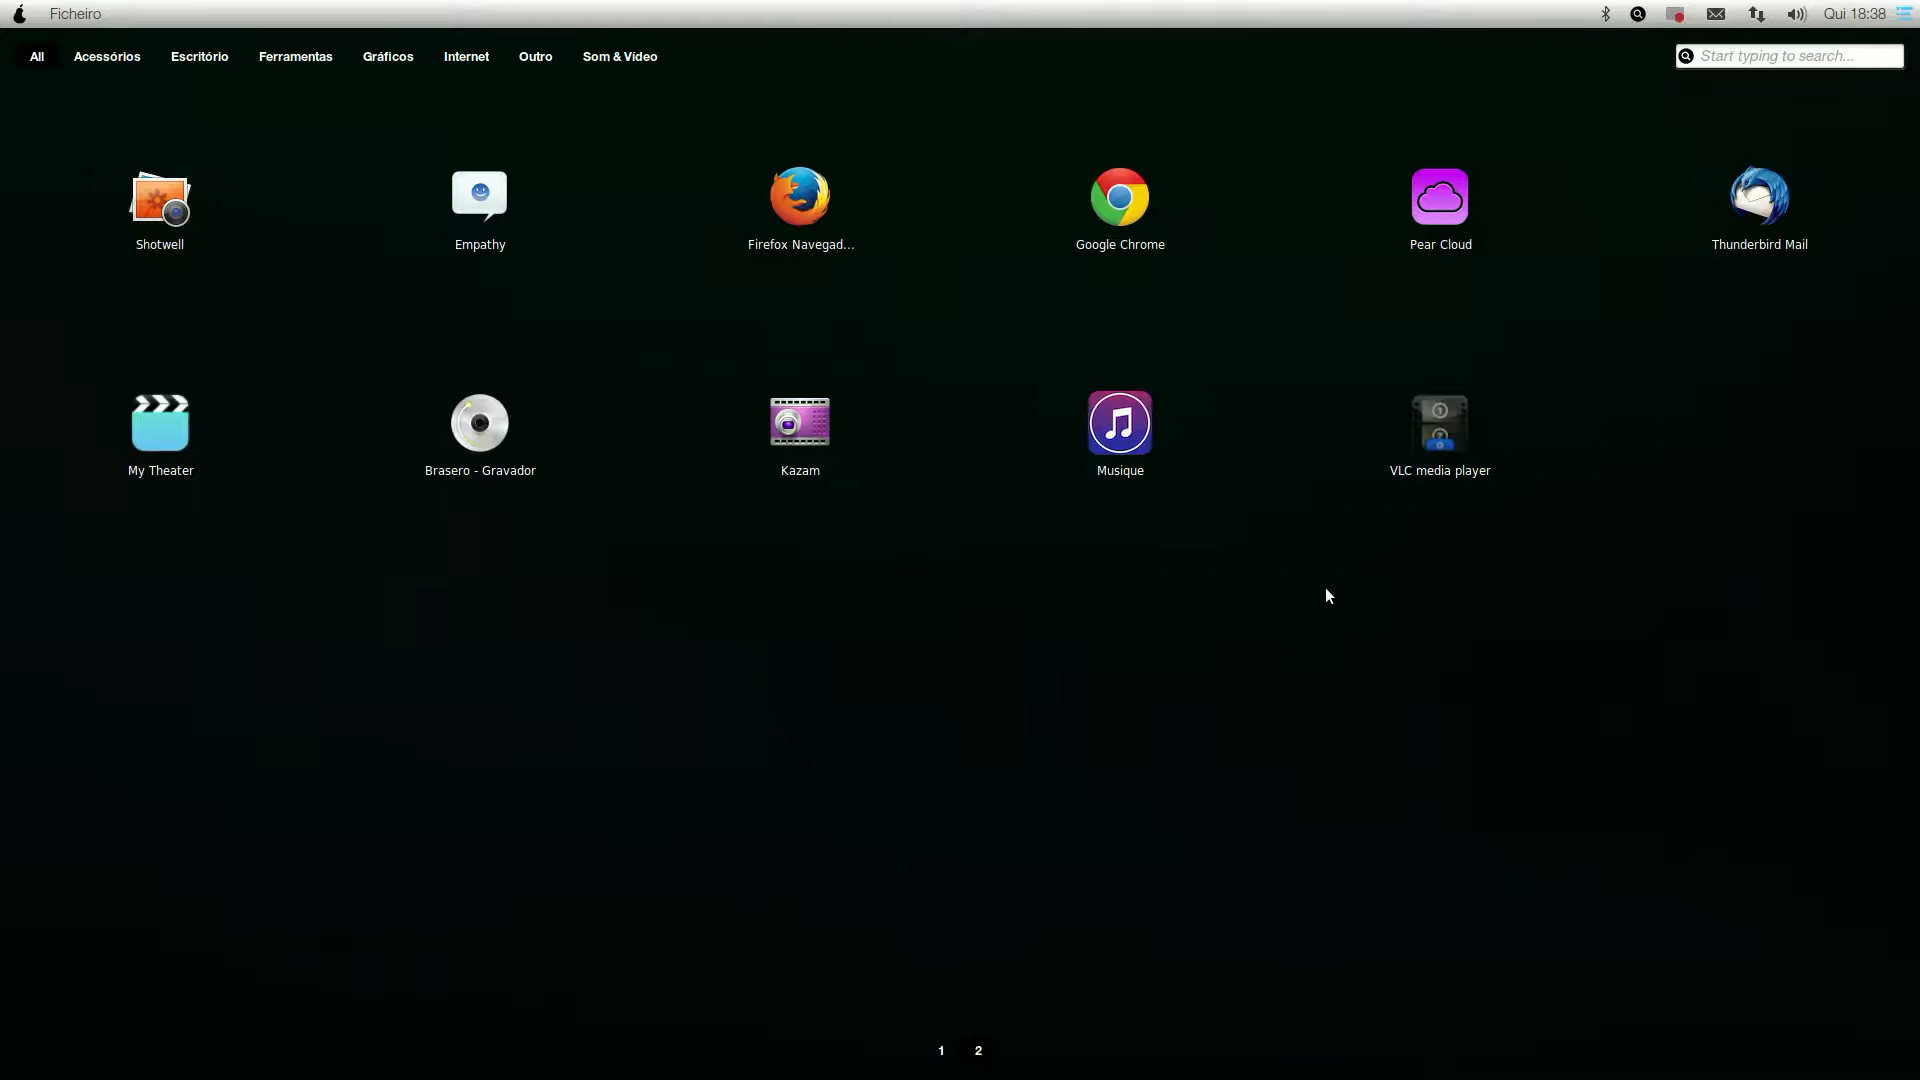 Ficheiro
Qui 18:38
All Acessórios Escritório Ferramentas Gráficos Internet Outro Som & Vídeo
Start typing to search...
Shotwell
Empathy
Firefox Navegad...
Google Chrome
Pear Cloud
Thunderbird Mail
My Theater
Brasero - Gravador
Kazam
Musique
VLC media player
1 2